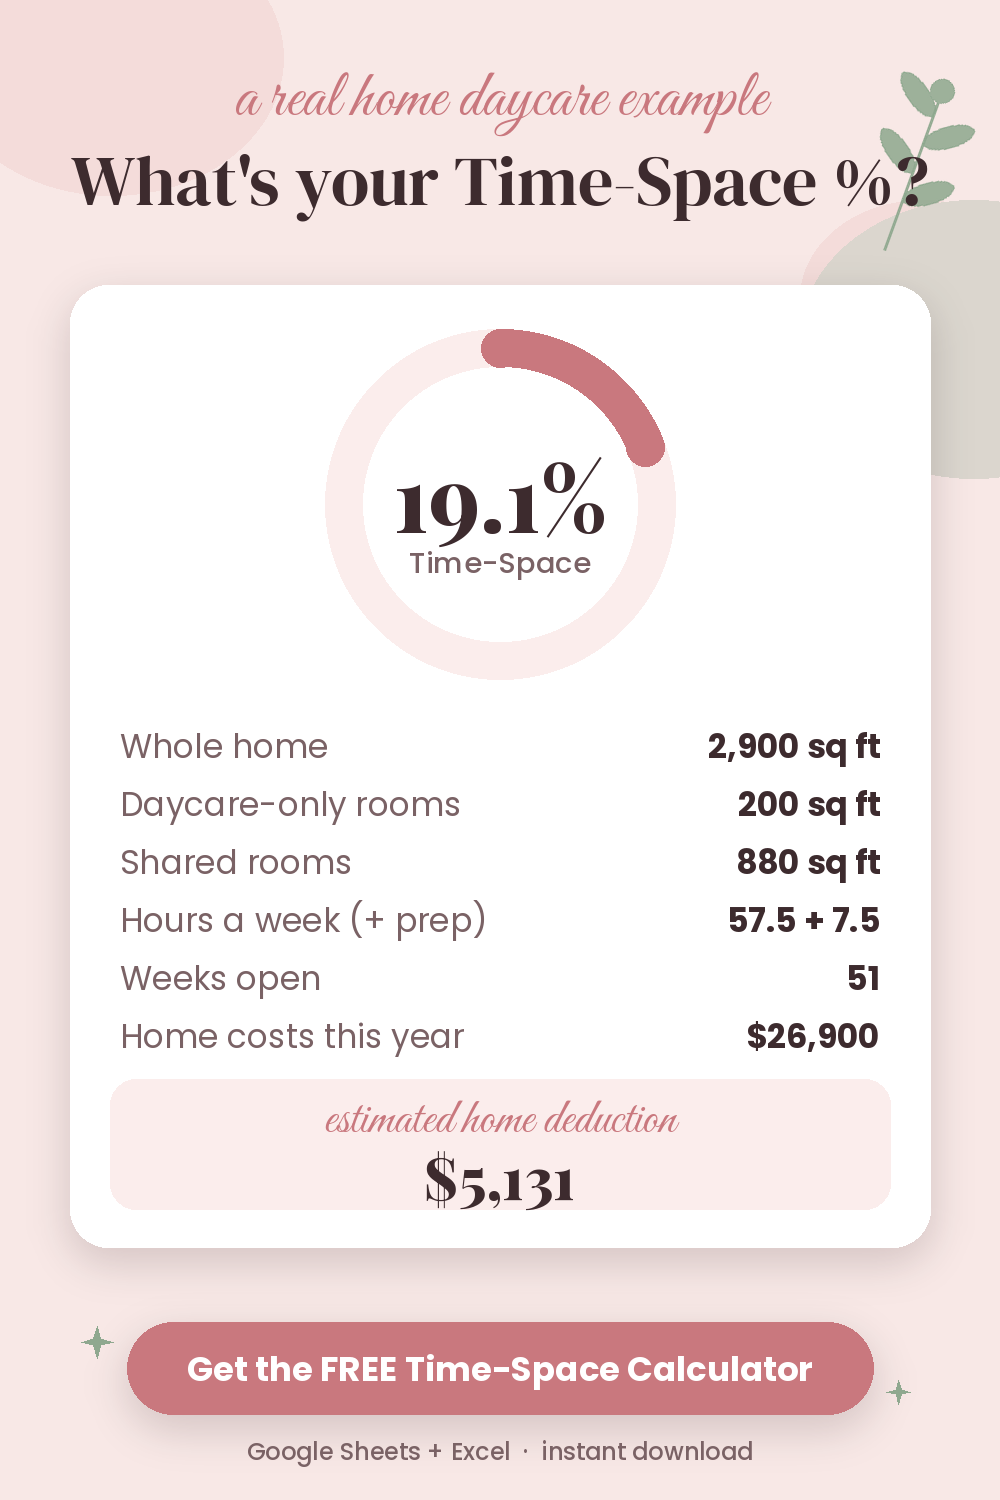 a real home daycare example
What's your Time-Space %?
19.1%
Time-Space
Whole home 2,900 sq ft
Daycare-only rooms 200 sq ft
Shared rooms 880 sq ft
Hours a week (+ prep) 57.5 + 7.5
Weeks open 51
Home costs this year $26,900
estimated home deduction
$5,131
Get the FREE Time-Space Calculator
Google Sheets + Excel · instant download